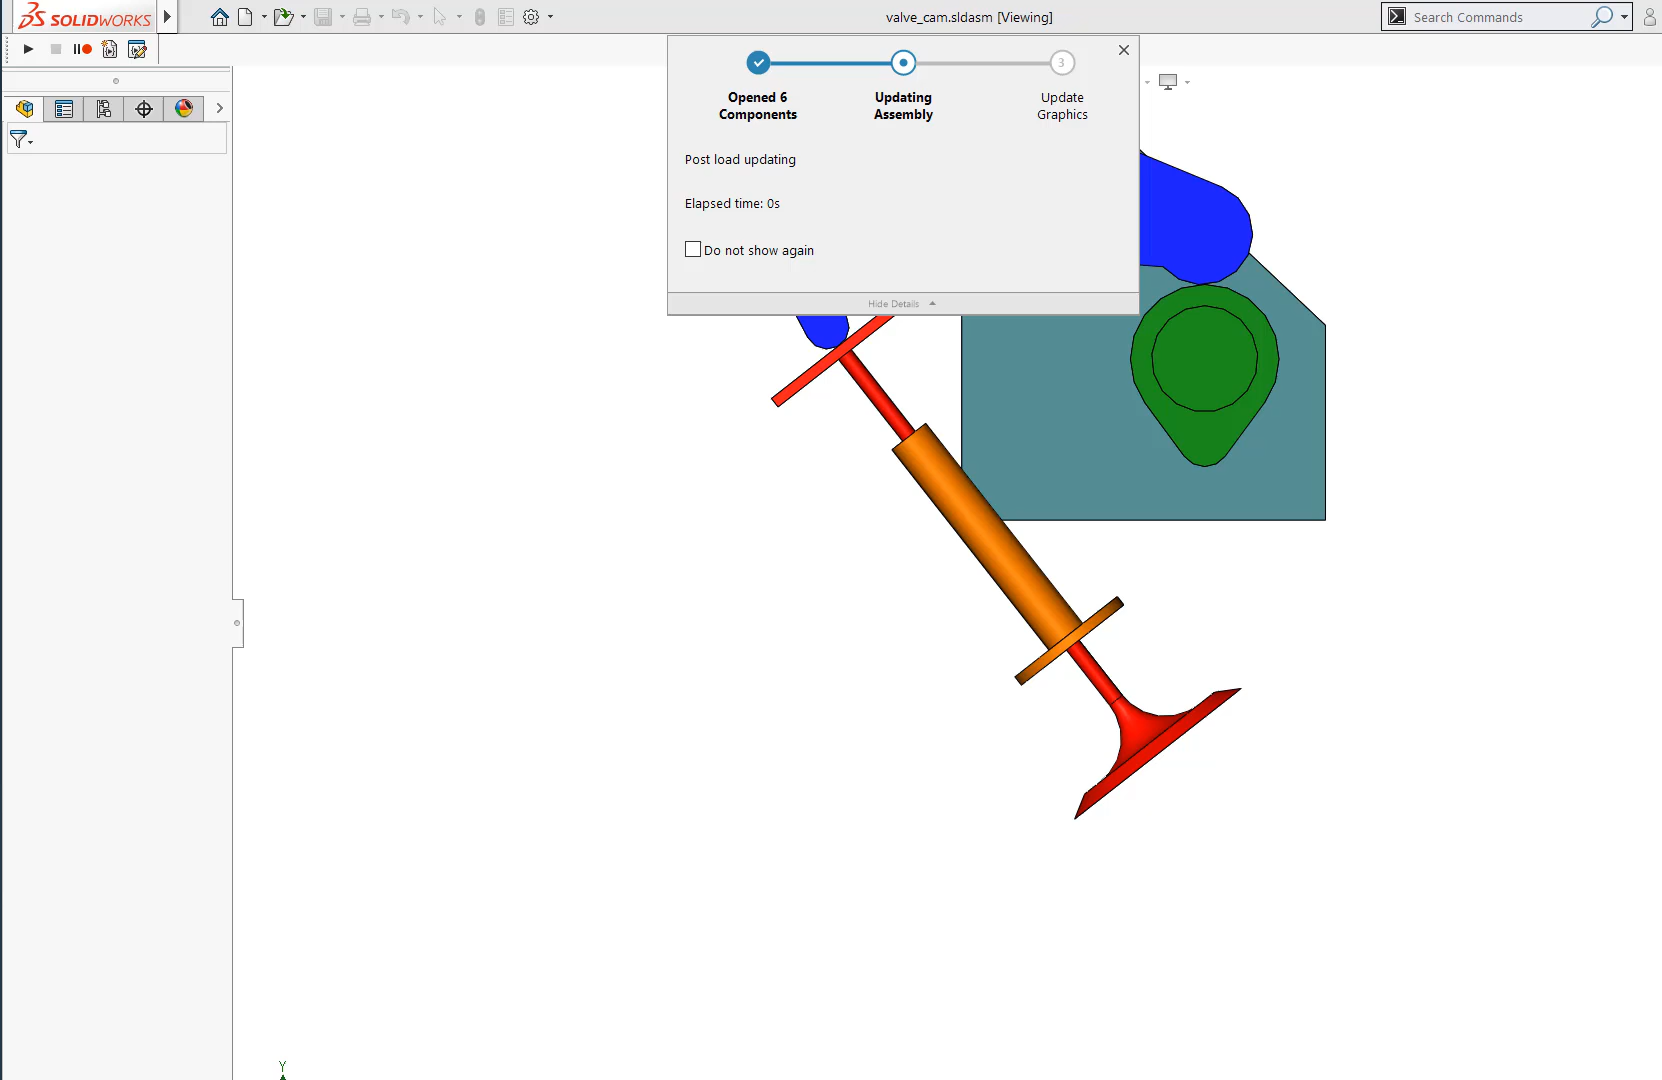 SOLIDWORKS
valve_cam.sldasm [Viewing]
Search Commands
3
Opened 6
Components
Updating
Assembly
Update
Graphics
Post load updating
Elapsed time: 0s
Do not show again
Hide Details
Y